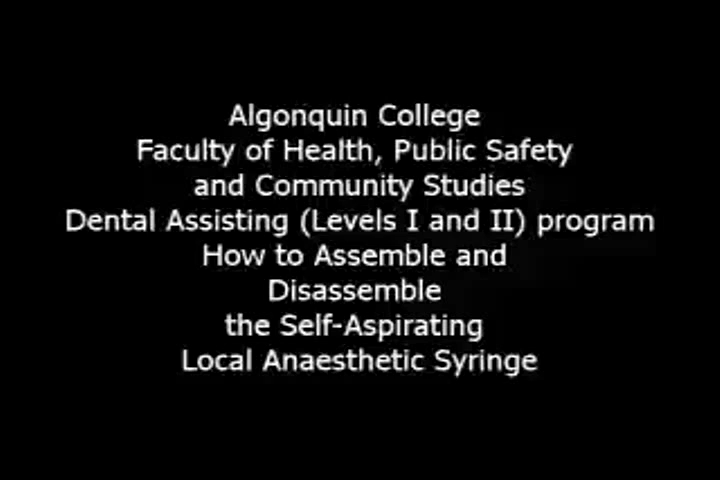 Algonquin College
Faculty of Health, Public Safety
and Community Studies
Dental Assisting (Levels I and II) program
How to Assemble and
Disassemble
the Self-Aspirating
Local Anaesthetic Syringe